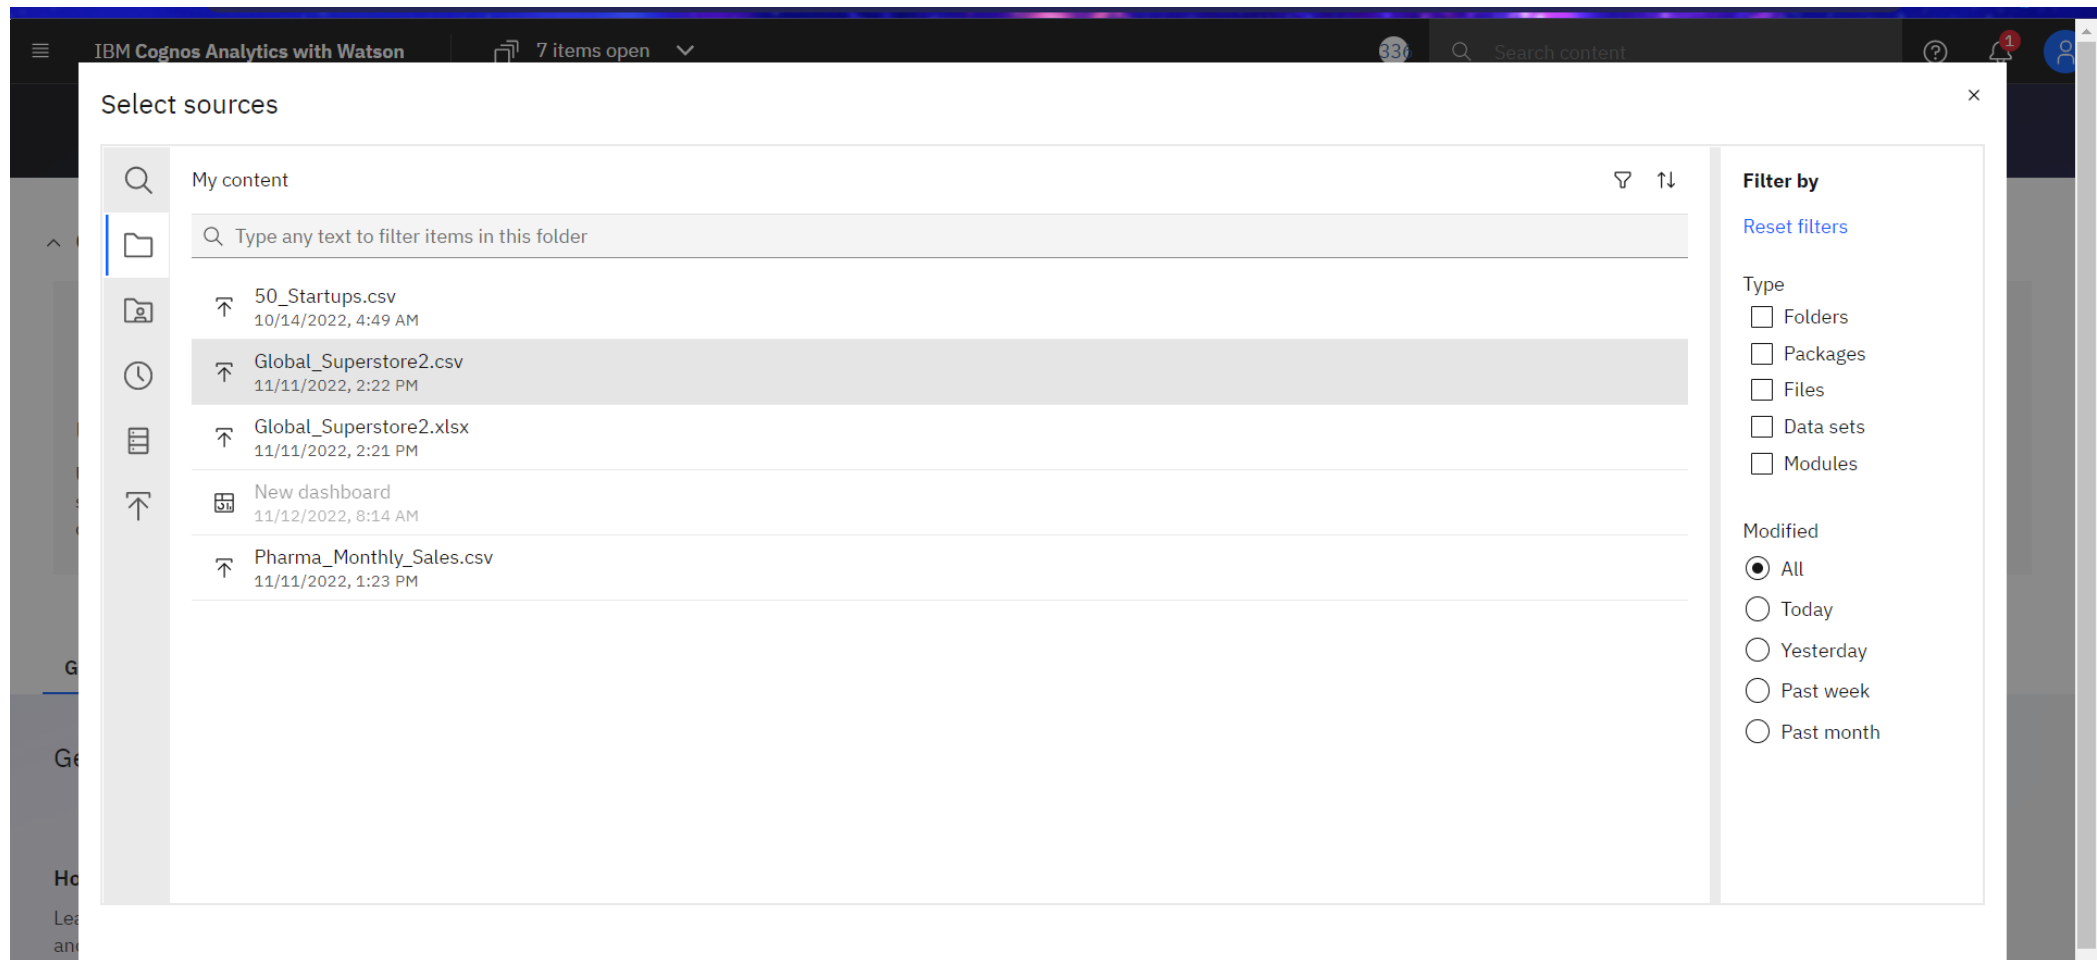 IBM Cognos Analytics with Watson
7 items open
336
Search content
1
Select sources
My content
Type any text to filter items in this folder
50_Startups.csv
10/14/2022, 4:49 AM
Global_Superstore2.csv
11/11/2022, 2:22 PM
Global_Superstore2.xlsx
11/11/2022, 2:21 PM
New dashboard
11/12/2022, 8:14 AM
Pharma_Monthly_Sales.csv
11/11/2022, 1:23 PM
Filter by
Reset filters
Type
Folders
Packages
Files
Data sets
Modules
Modified
All
Today
Yesterday
Past week
Past month